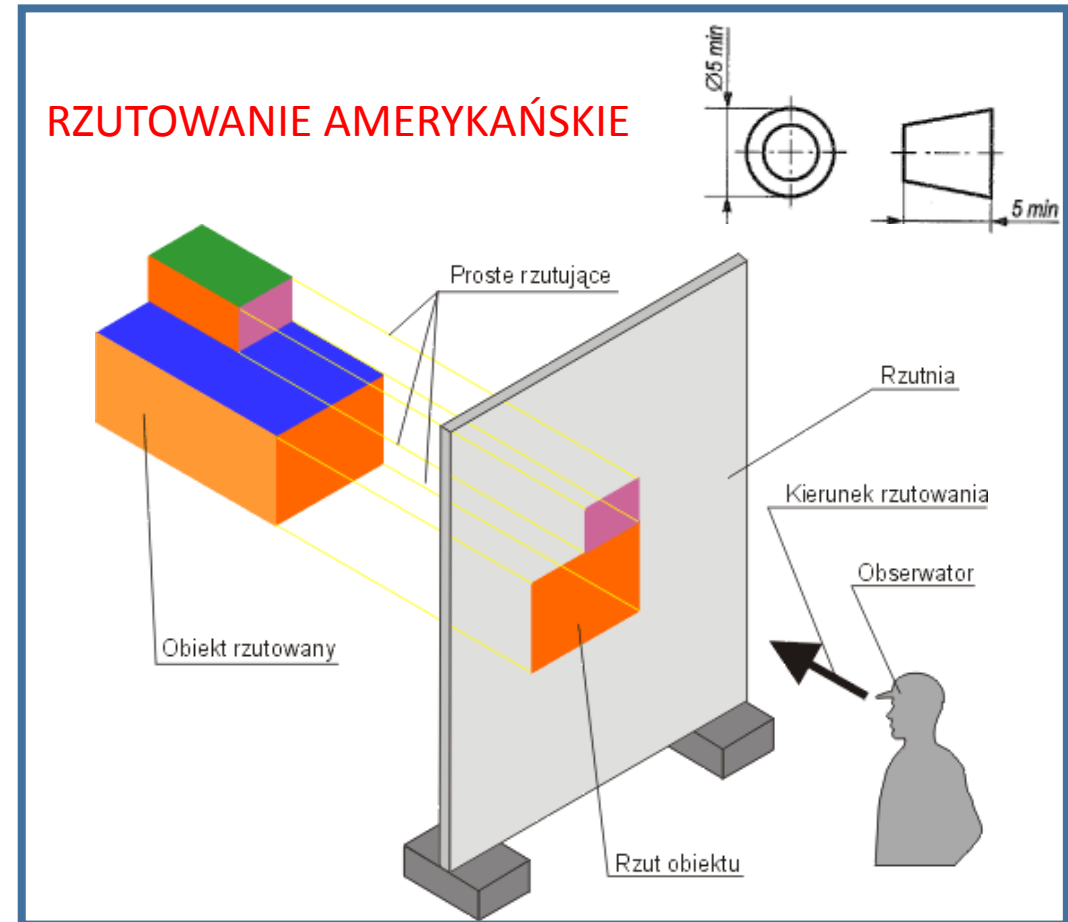 RZUTOWANIE AMERYKAŃSKIE
Ø5 min
5 min
Proste rzutujące
Rzutnia
Kierunek rzutowania
Obserwator
Obiekt rzutowany
Rzut obiektu